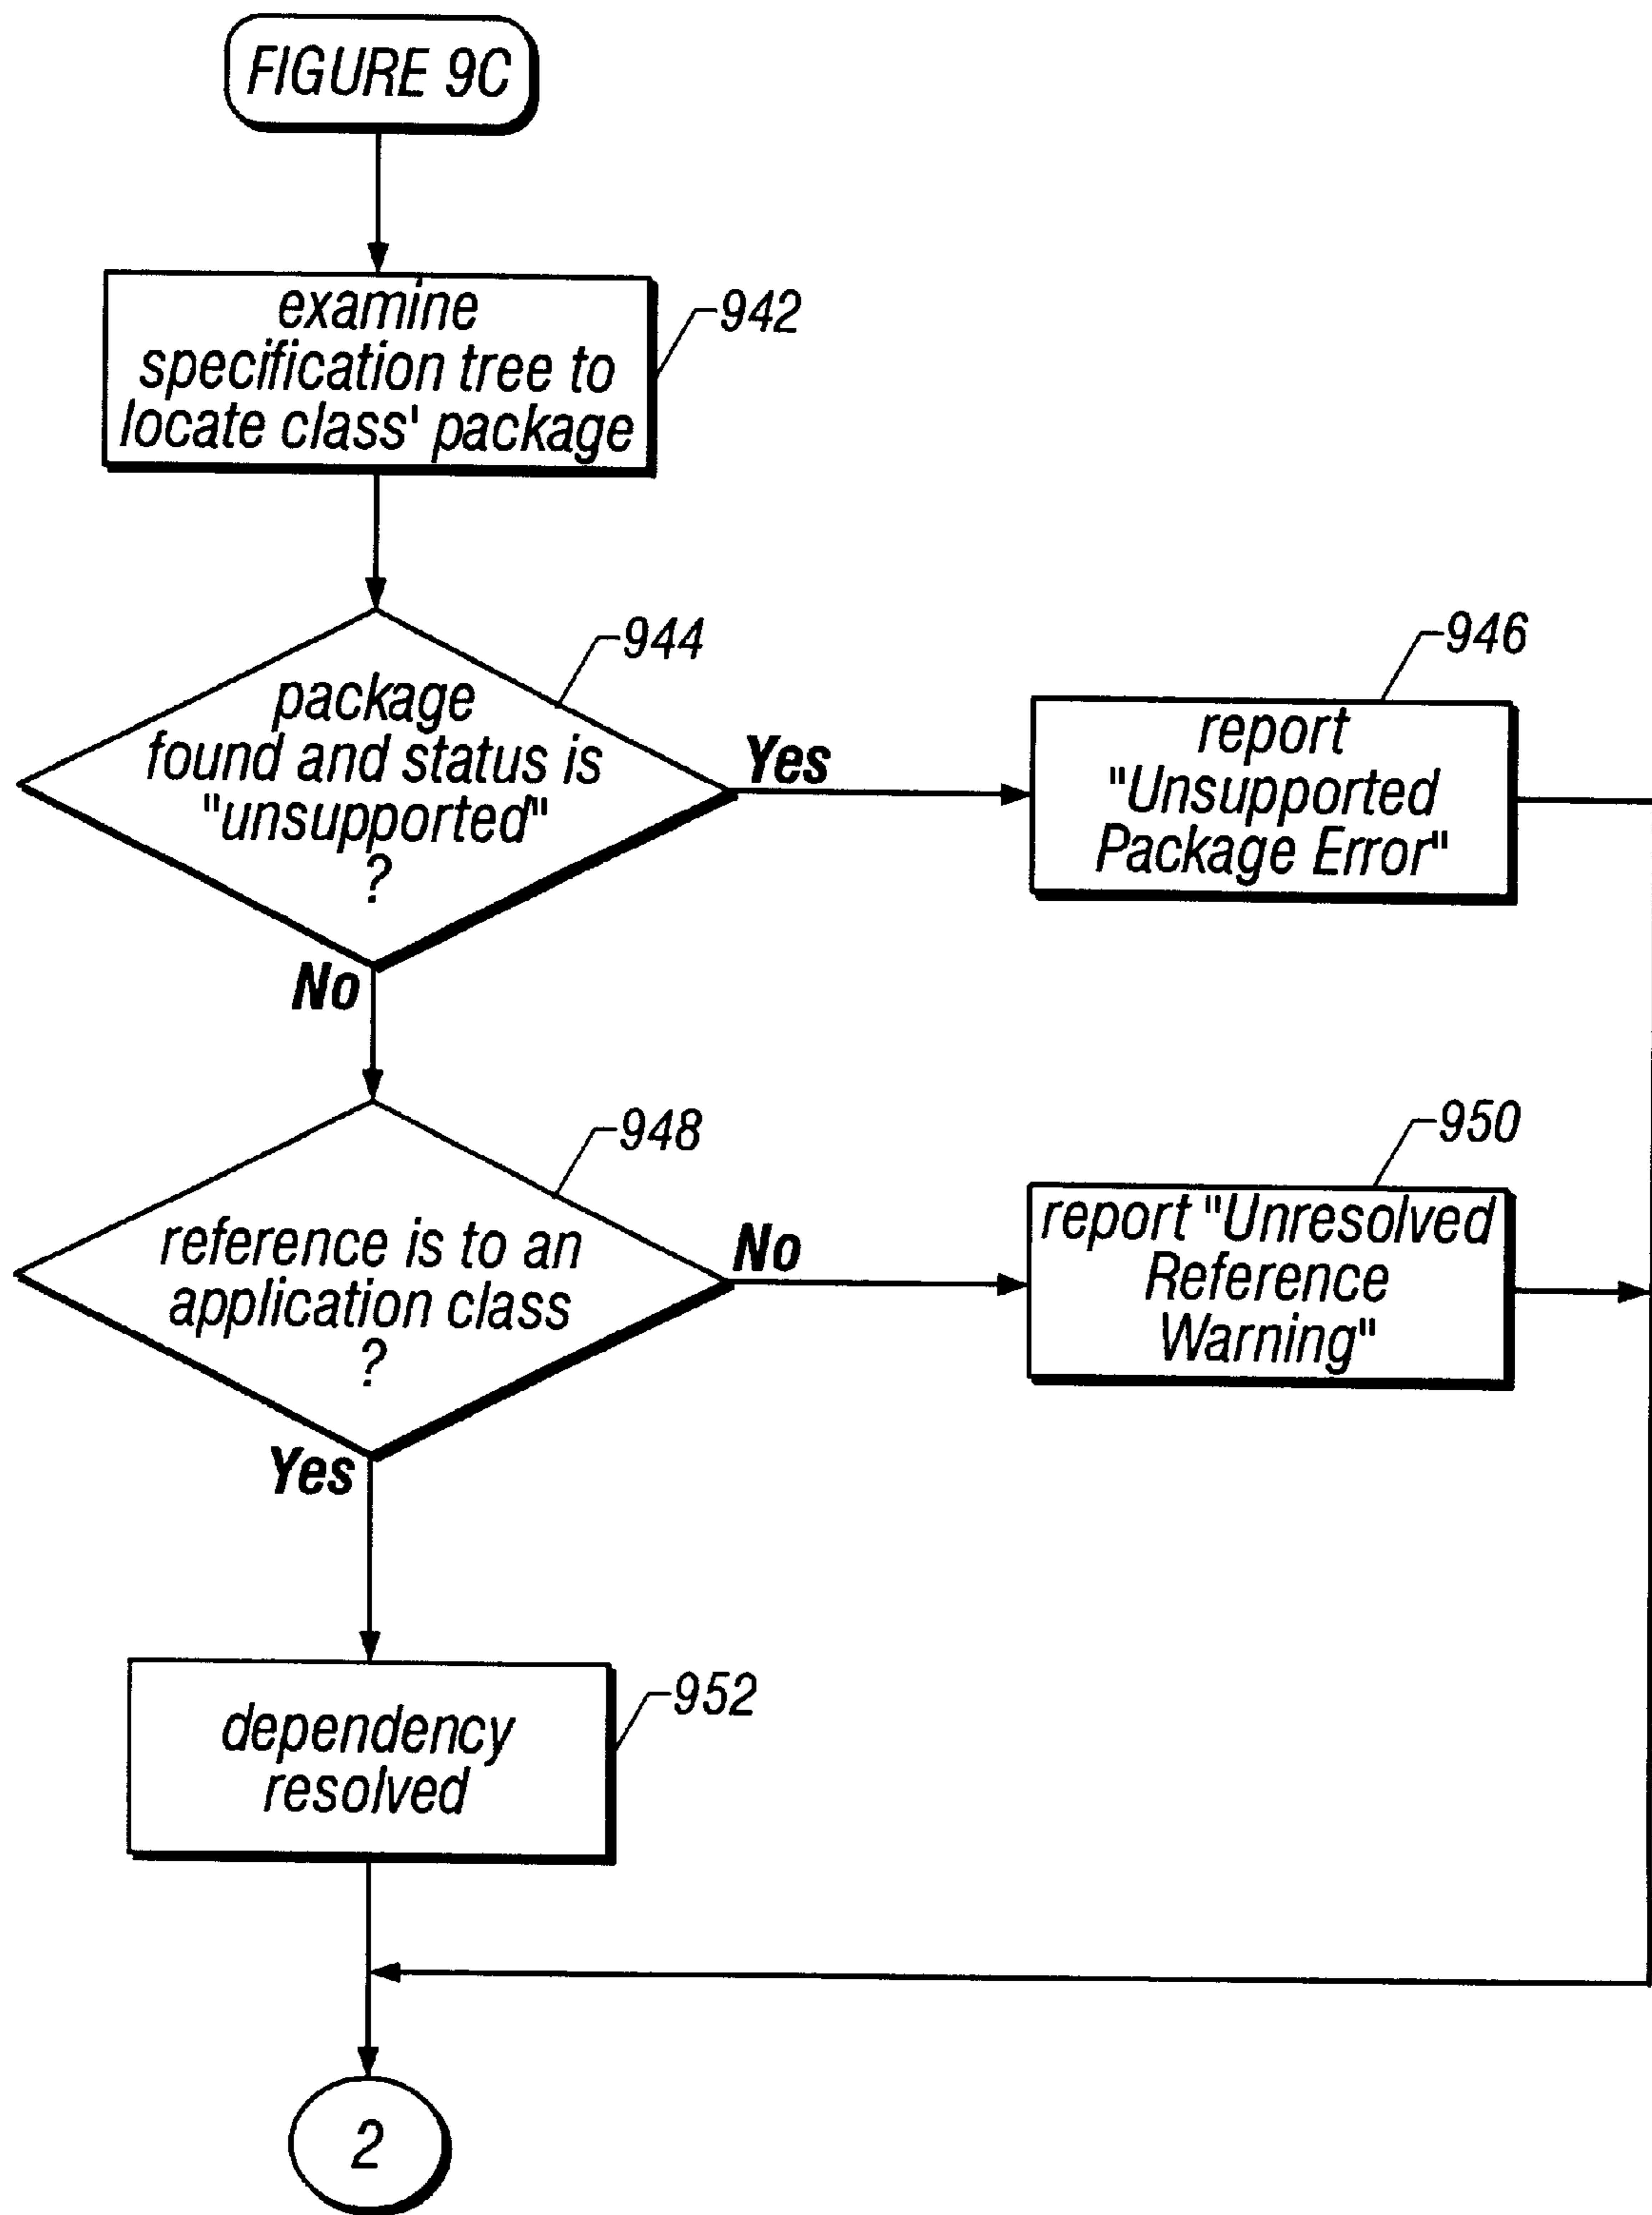 FIGURE 9C
examine
specification tree to
locate class' package
942
package
found and status is
"unsupported"
?
944
Yes
report
"Unsupported
Package Error"
946
No
reference is to an
application class
?
948
No
report "Unresolved
Reference
Warning"
950
Yes
dependency
resolved
952
2